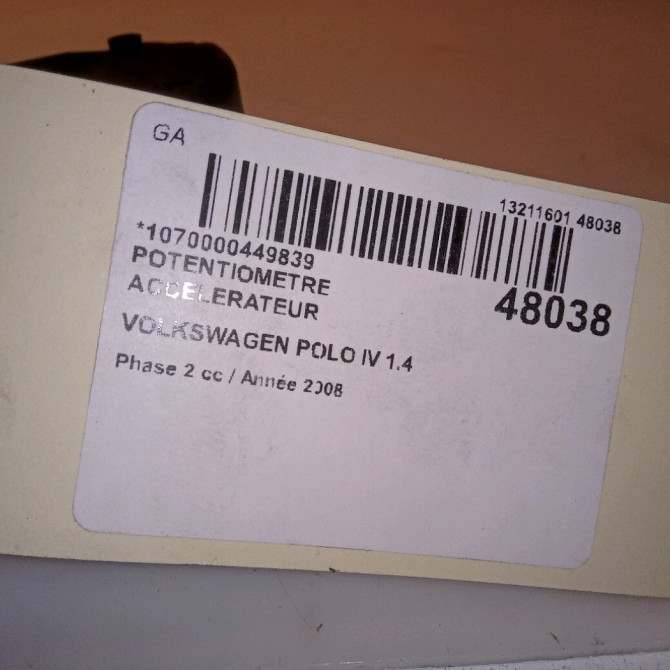 GA
13211601 48038
*1070000449839
48038
POTENTIOMETRE
ACCELERATEUR
VOLKSWAGEN POLO IV 1.4
Phase 2 cc / Année 2008